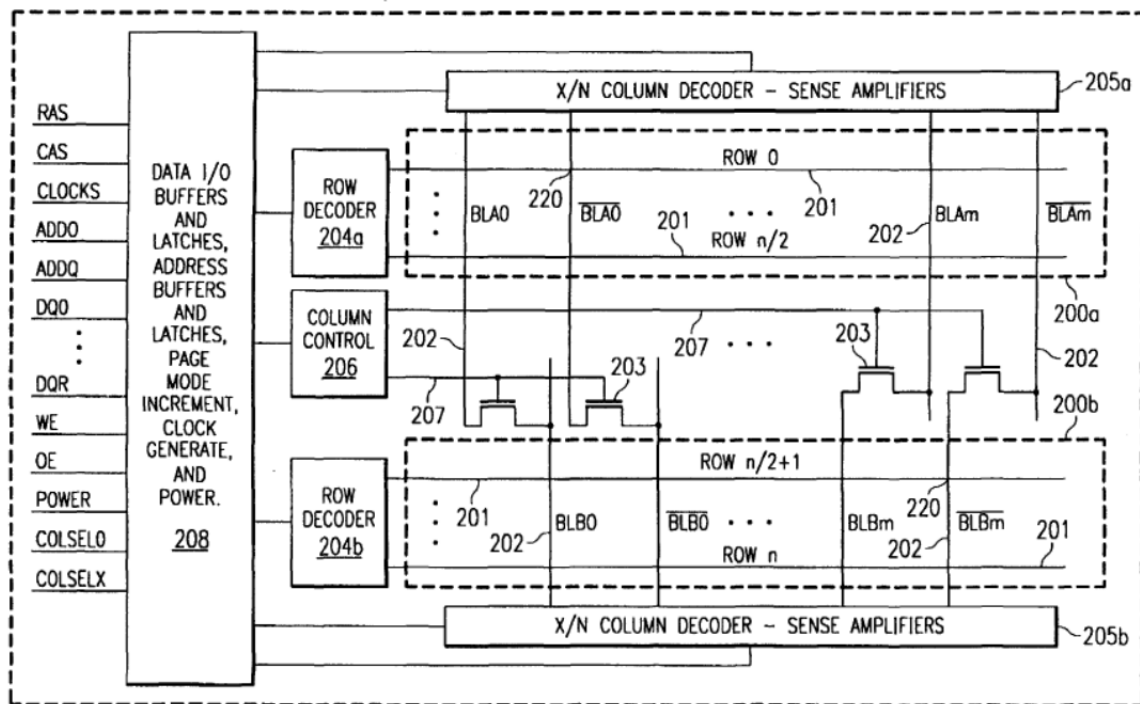 X/N COLUMN DECODER – SENSE AMPLIFIERS
205a
RAS
CAS
CLOCKS
ADD0
ADDQ
DQ0
DQR
WE
OE
POWER
COLSEL0
COLSELX
DATA I/O
BUFFERS
AND
LATCHES,
ADDRESS
BUFFERS
AND
LATCHES,
PAGE
MODE
INCREMENT,
CLOCK
GENERATE,
AND
POWER.
208
ROW
DECODER
204a
ROW 0
220
201
BLA0
B̅L̅A̅0̅
201
202
BLAm
B̅L̅A̅m̅
ROW n/2
200a
COLUMN
CONTROL
206
202
207
203
202
203
207
200b
ROW
DECODER
204b
ROW n/2+1
201
220
202
BLB0
B̅L̅B̅0̅
BLBm
202
B̅L̅B̅m̅
201
ROW n
X/N COLUMN DECODER – SENSE AMPLIFIERS
205b